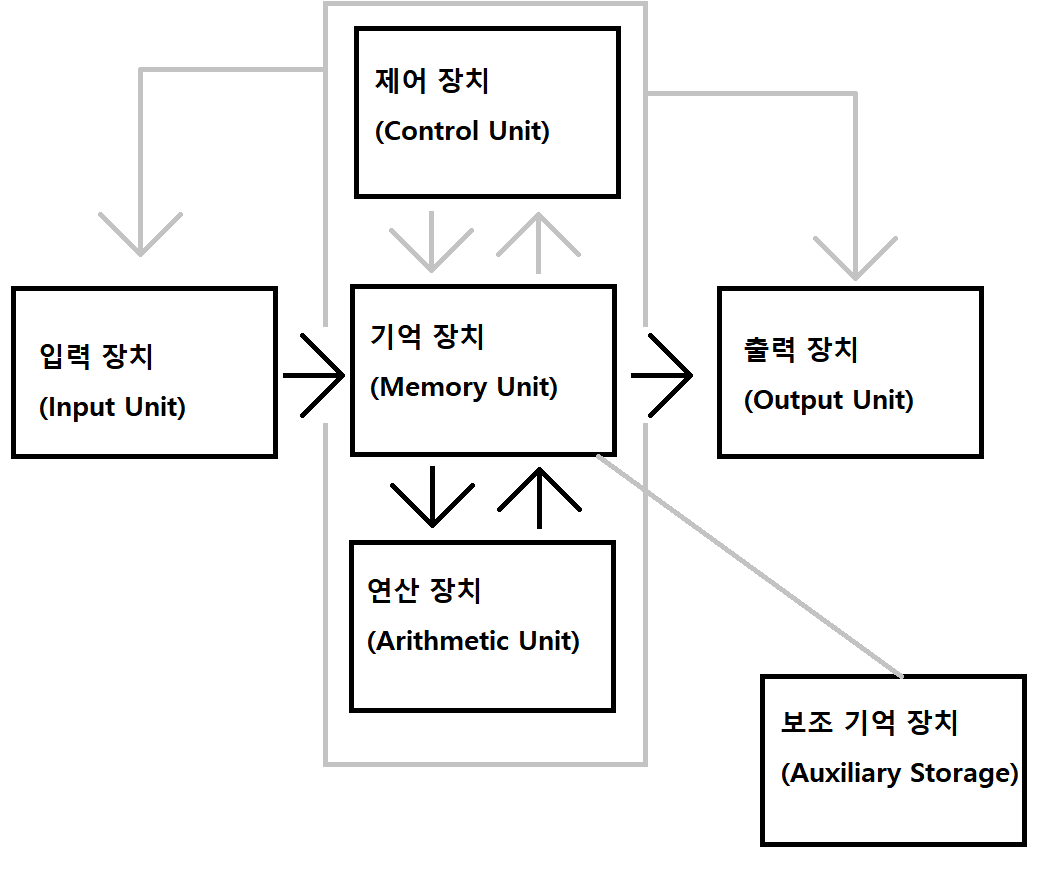 제어 장치
(Control Unit)
입력 장치
(Input Unit)
기억 장치
(Memory Unit)
출력 장치
(Output Unit)
연산 장치
(Arithmetic Unit)
보조 기억 장치
(Auxiliary Storage)